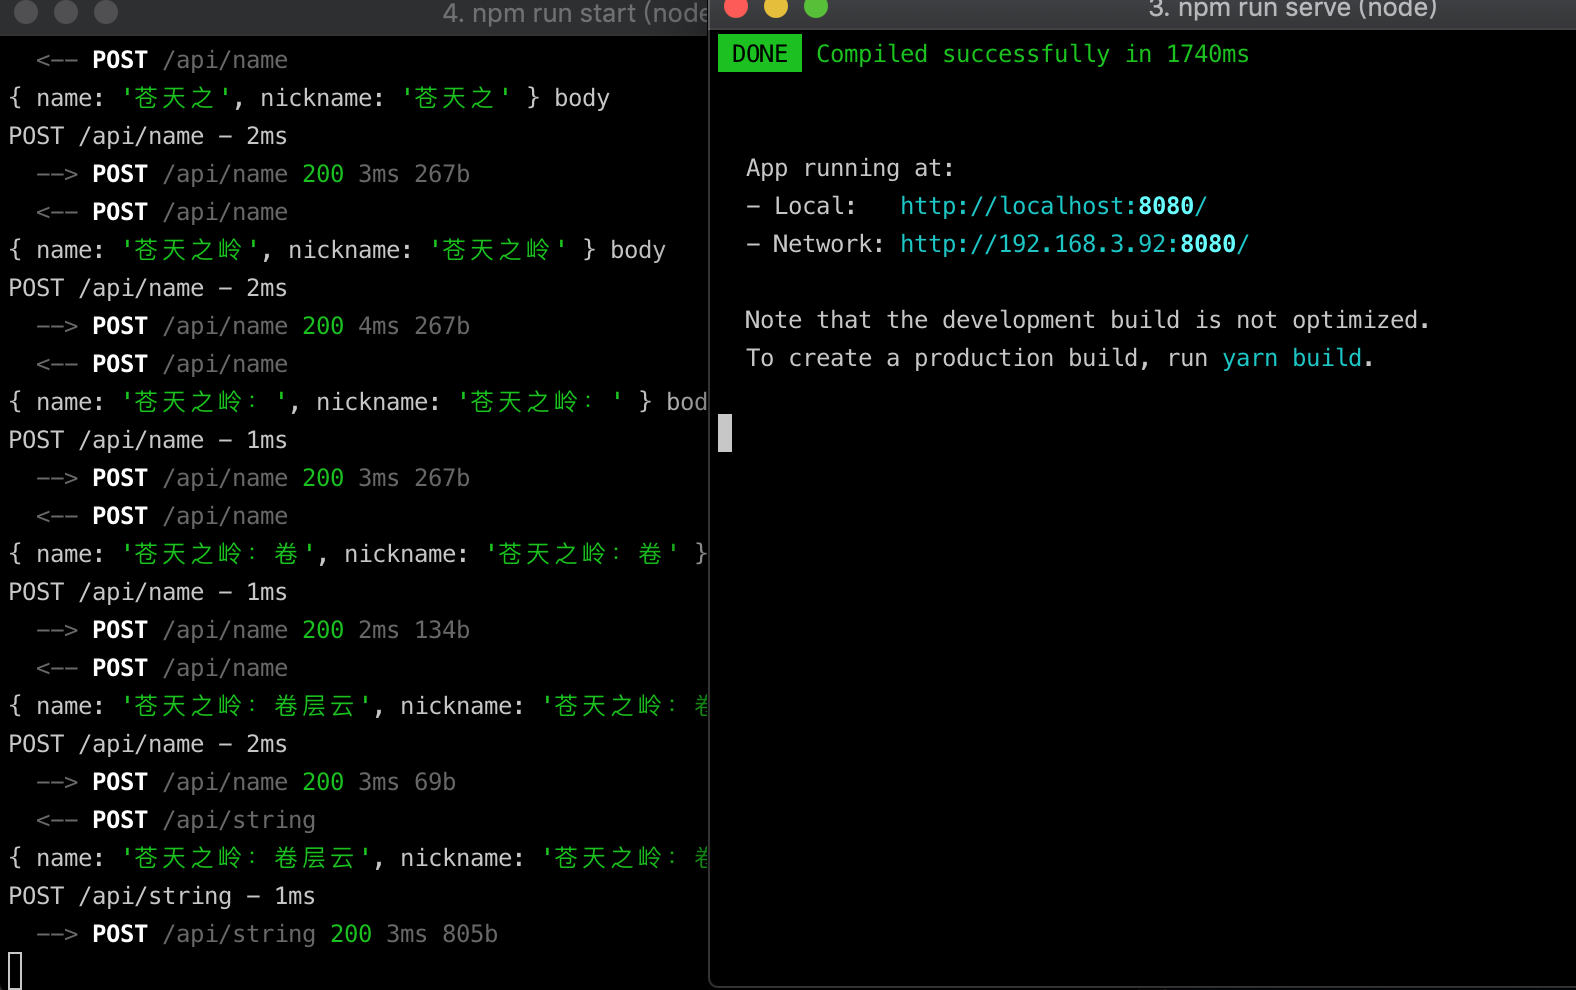 4. npm run start (node
<-- POST /api/name
{ name: '苍天之', nickname: '苍天之' } body
POST /api/name - 2ms
--> POST /api/name 200 3ms 267b
<-- POST /api/name
{ name: '苍天之岭', nickname: '苍天之岭' } body
POST /api/name - 2ms
--> POST /api/name 200 4ms 267b
<-- POST /api/name
{ name: '苍天之岭：', nickname: '苍天之岭：' } bod
POST /api/name - 1ms
--> POST /api/name 200 3ms 267b
<-- POST /api/name
{ name: '苍天之岭：卷', nickname: '苍天之岭：卷' }
POST /api/name - 1ms
--> POST /api/name 200 2ms 134b
<-- POST /api/name
{ name: '苍天之岭：卷层云', nickname: '苍天之岭：卷
POST /api/name - 2ms
--> POST /api/name 200 3ms 69b
<-- POST /api/string
{ name: '苍天之岭：卷层云', nickname: '苍天之岭：卷
POST /api/string - 1ms
--> POST /api/string 200 3ms 805b
3. npm run serve (node)
DONE Compiled successfully in 1740ms
App running at:
- Local: http://localhost:8080/
- Network: http://192.168.3.92:8080/
Note that the development build is not optimized.
To create a production build, run yarn build.